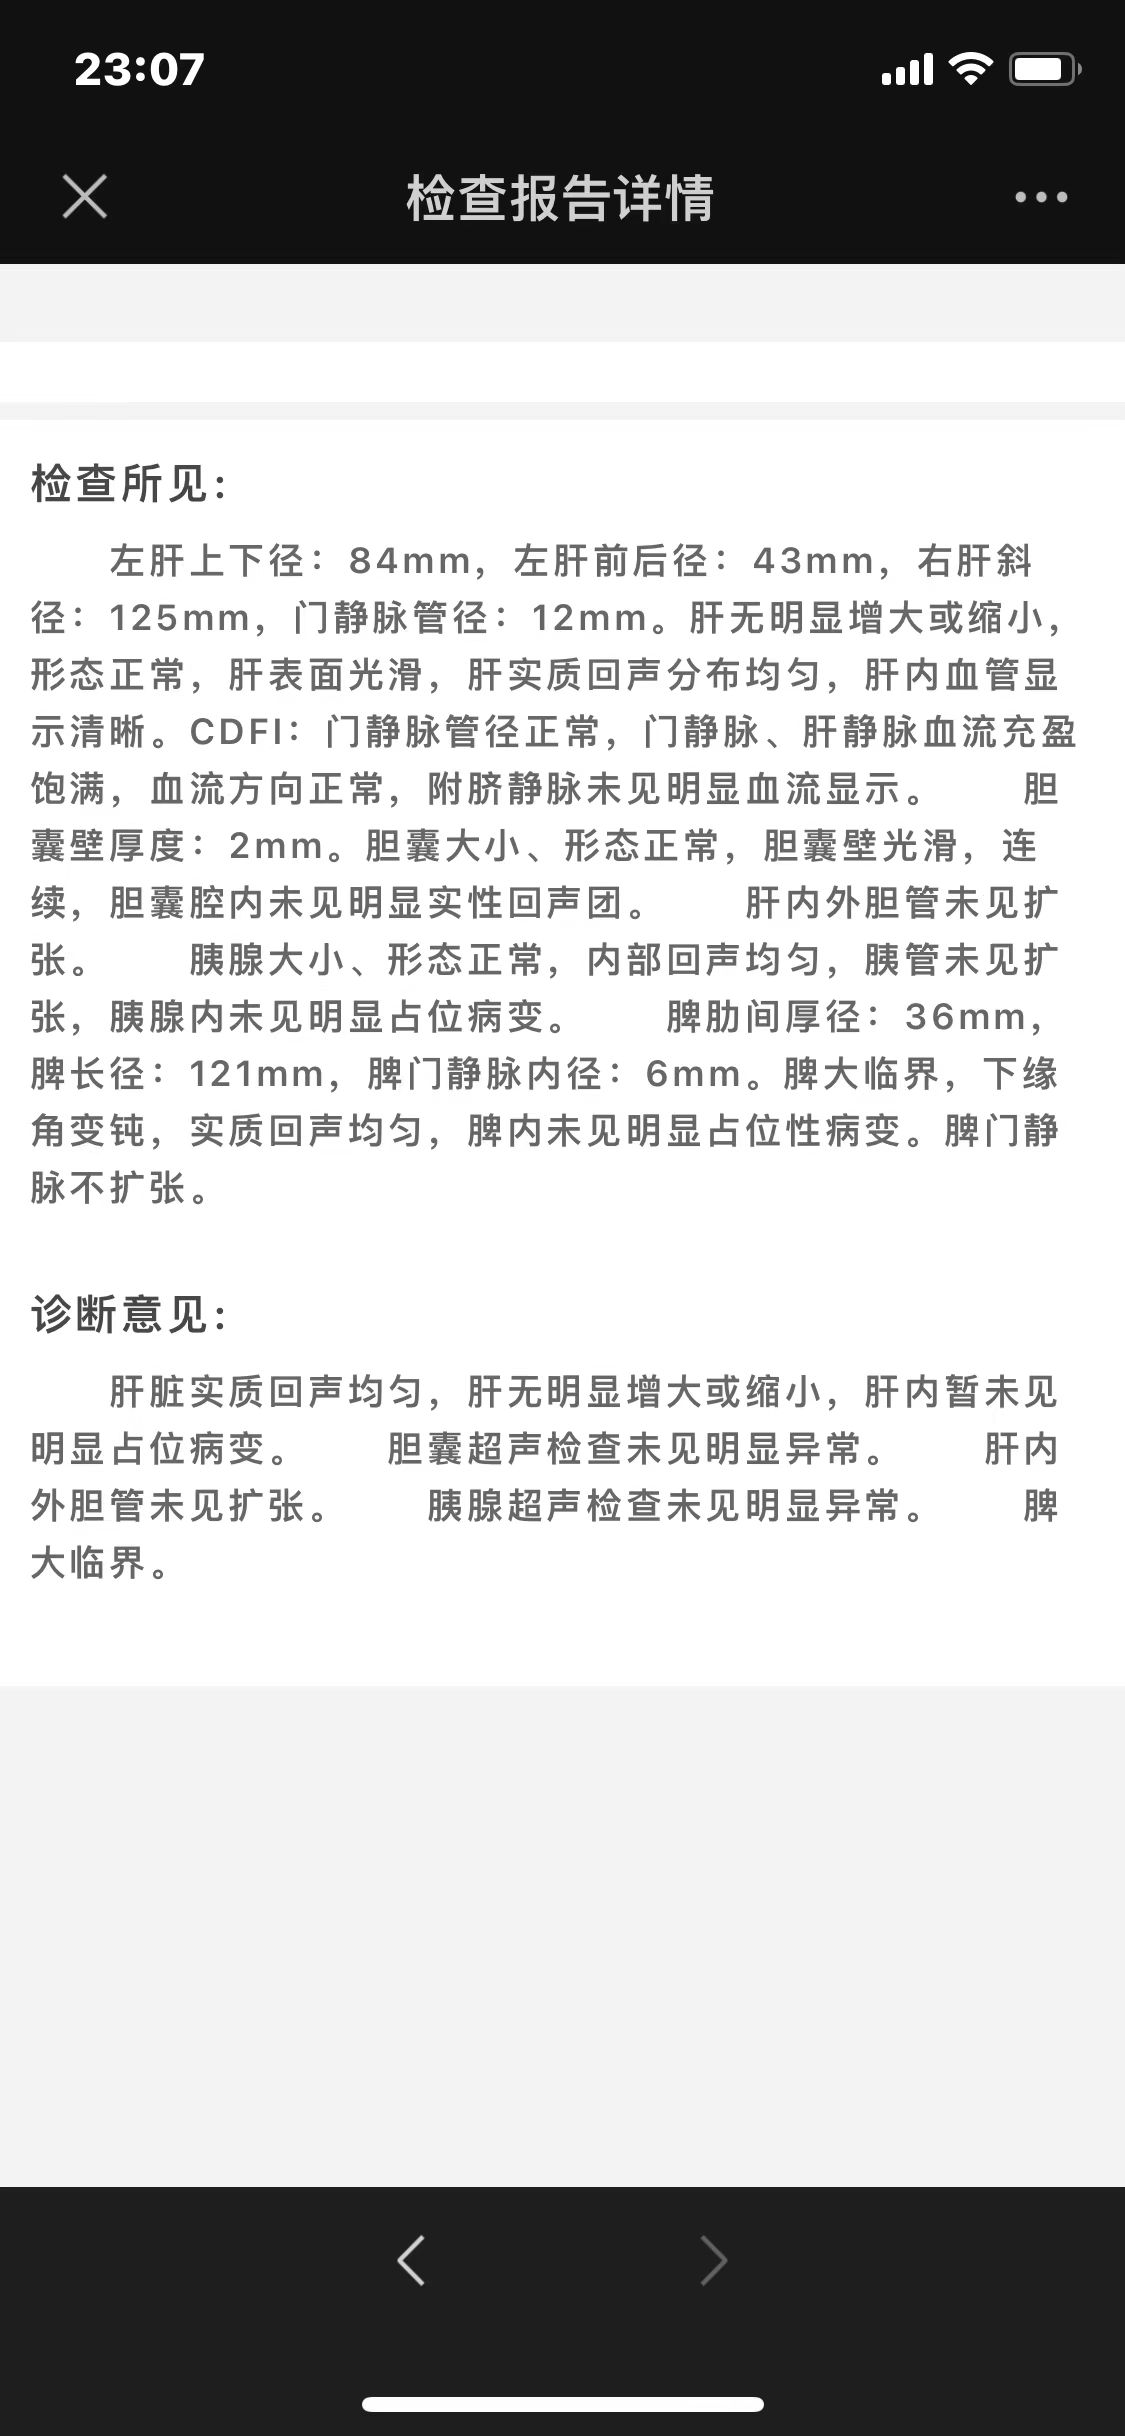 23:07
检查报告详情
检查所见:
左肝上下径：84mm，左肝前后径：43mm，右肝斜
径：125mm，门静脉管径：12mm。肝无明显增大或缩小，
形态正常，肝表面光滑，肝实质回声分布均匀，肝内血管显
示清晰。CDFI：门静脉管径正常，门静脉、肝静脉血流充盈
饱满，血流方向正常，附脐静脉未见明显血流显示。　　胆
囊壁厚度：2mm。胆囊大小、形态正常，胆囊壁光滑，连
续，胆囊腔内未见明显实性回声团。　　肝内外胆管未见扩
张。　　胰腺大小、形态正常，内部回声均匀，胰管未见扩
张，胰腺内未见明显占位病变。　　脾肋间厚径：36mm，
脾长径：121mm，脾门静脉内径：6mm。脾大临界，下缘
角变钝，实质回声均匀，脾内未见明显占位性病变。脾门静
脉不扩张。
诊断意见:
肝脏实质回声均匀，肝无明显增大或缩小，肝内暂未见
明显占位病变。　　胆囊超声检查未见明显异常。　　肝内
外胆管未见扩张。　　胰腺超声检查未见明显异常。　　脾
大临界。